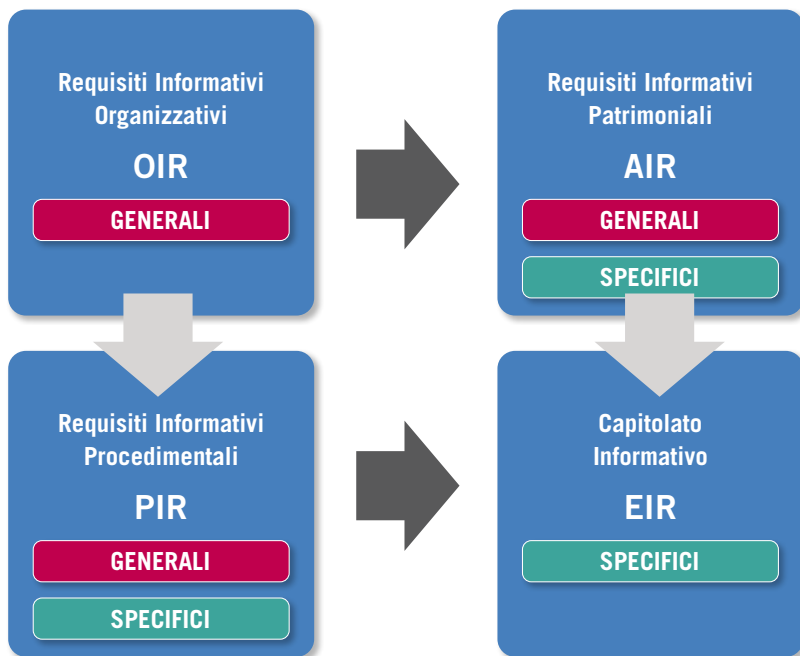 Requisiti Informativi
Organizzativi
OIR
GENERALI
Requisiti Informativi
Patrimoniali
AIR
GENERALI
SPECIFICI
Requisiti Informativi
Procedimentali
PIR
GENERALI
SPECIFICI
Capitolato
Informativo
EIR
SPECIFICI